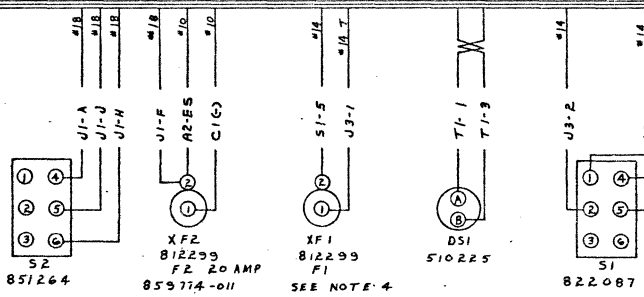 #18 #18 #18 #18 #10 #10 #14 #14 T #14 #14
J1-A J1-J J1-H J1-F A2-E5 C1(-) S1-5 J3-1 T1-1 T1-3 J3-2
1 4 2 2 A 1 4
2 5 1 1 B 2 5
3 6 3 6
S2
851264
XF2
812299
F2 20 AMP
859774-011
XF1
812299
F1
SEE NOTE 4
DS1
510225
S1
822087